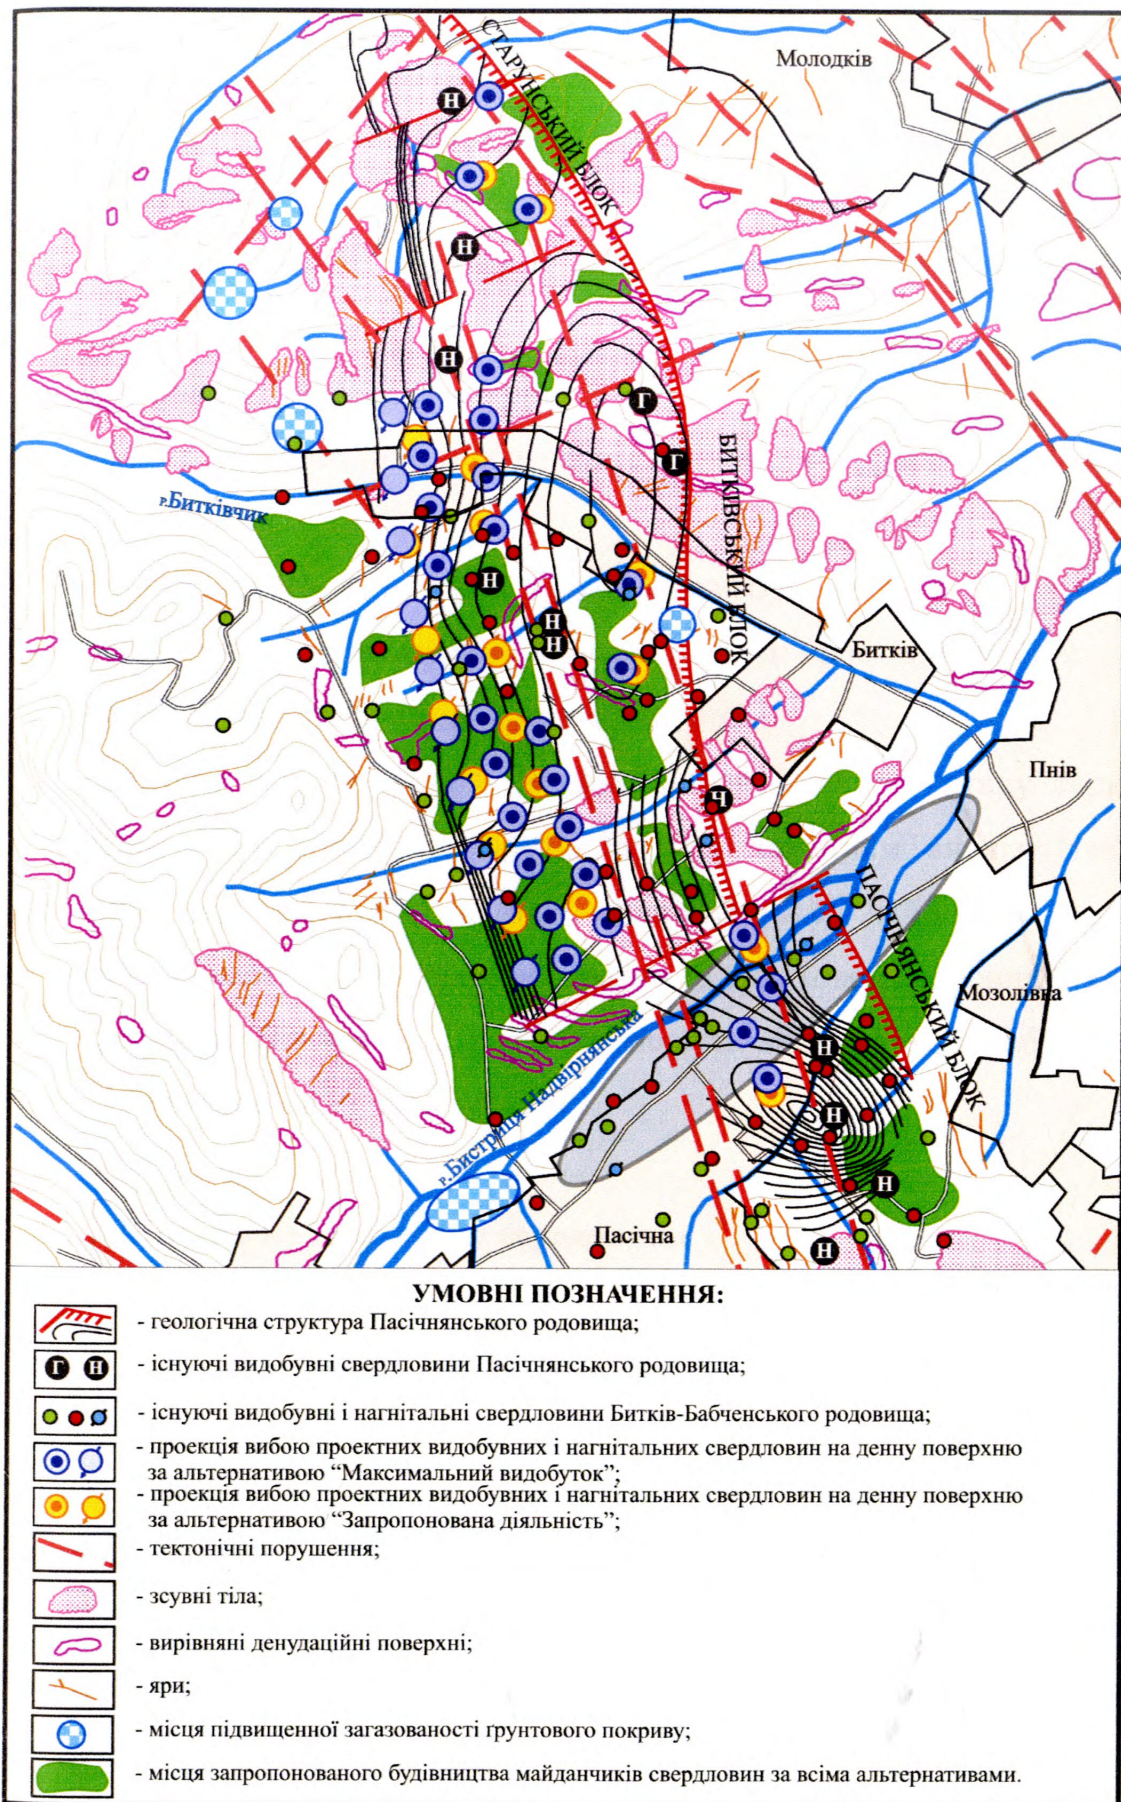 Молодків
СТАРУНСЬКИЙ БЛОК
Н
Н
Н
Г
Г
БИТКІВСЬКИЙ БЛОК
р.Битківчик
Н
Н
Н
Битків
Пнів
Ч
ПАСІЧНЯНСЬКИЙ БЛОК
Мозолівка
р.Бистриця Надвірнянська
Н
Н
Н
Пасічна
Н
УМОВНІ ПОЗНАЧЕННЯ:
- геологічна структура Пасічнянського родовища;
Г Н - існуючі видобувні свердловини Пасічнянського родовища;
- існуючі видобувні і нагнітальні свердловини Битків-Бабченського родовища;
- проекція вибою проектних видобувних і нагнітальних свердловин на денну поверхню
за альтернативою “Максимальний видобуток”;
- проекція вибою проектних видобувних і нагнітальних свердловин на денну поверхню
за альтернативою “Запропонована діяльність”;
- тектонічні порушення;
- зсувні тіла;
- вирівняні денудаційні поверхні;
- яри;
- місця підвищенної загазованості ґрунтового покриву;
- місця запропонованого будівництва майданчиків свердловин за всіма альтернативами.